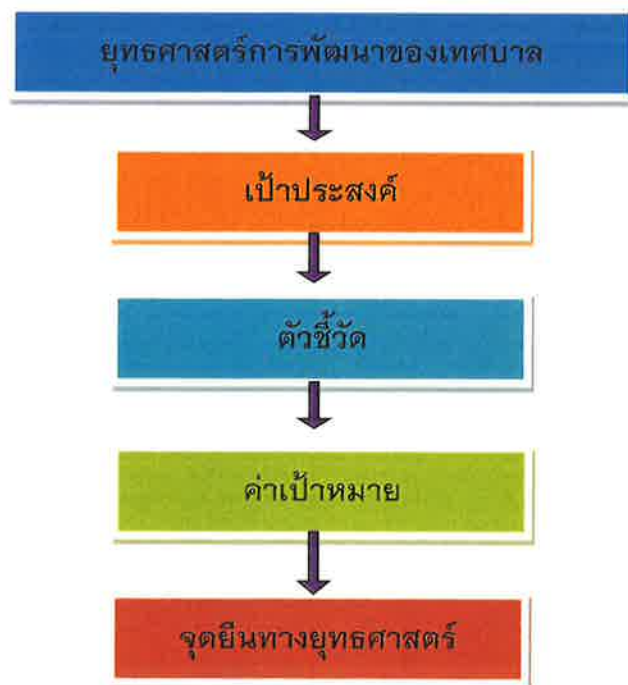 ยุทธศาสตร์การพัฒนาของเทศบาล
เป้าประสงค์
ตัวชี้วัด
ค่าเป้าหมาย
จุดยืนทางยุทธศาสตร์